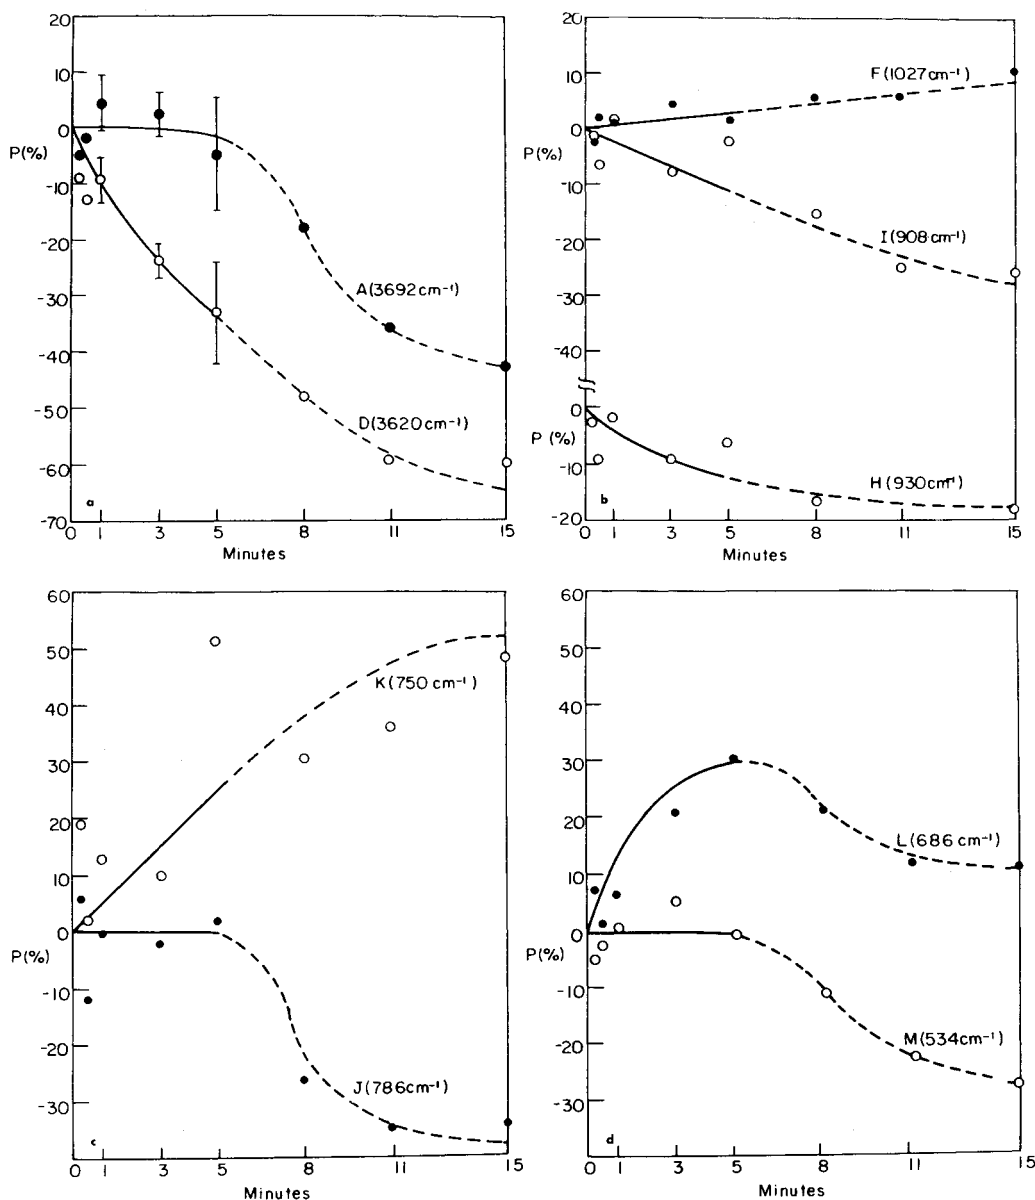 20
10
0
P(%)
-10
-20
-30
-40
-50
-60
-70
A(3692cm⁻¹)
D(3620cm⁻¹)
a
0 1 3 5 8 11 15
Minutes
20
10
0
P(%)
-10
-20
-30
-40
0
P (%)
-10
-20
F(1027cm⁻¹)
I(908cm⁻¹)
H(930cm⁻¹)
b
0 1 3 5 8 11 15
Minutes
60
50
40
30
20
10
0
P(%)
-10
-20
-30
K(750 cm⁻¹)
J(786cm⁻¹)
c
0 1 3 5 8 11 15
Minutes
60
50
40
30
20
10
0
P(%)
-10
-20
-30
L(686cm⁻¹)
M(534cm⁻¹)
d
0 1 3 5 8 11 15
Minutes